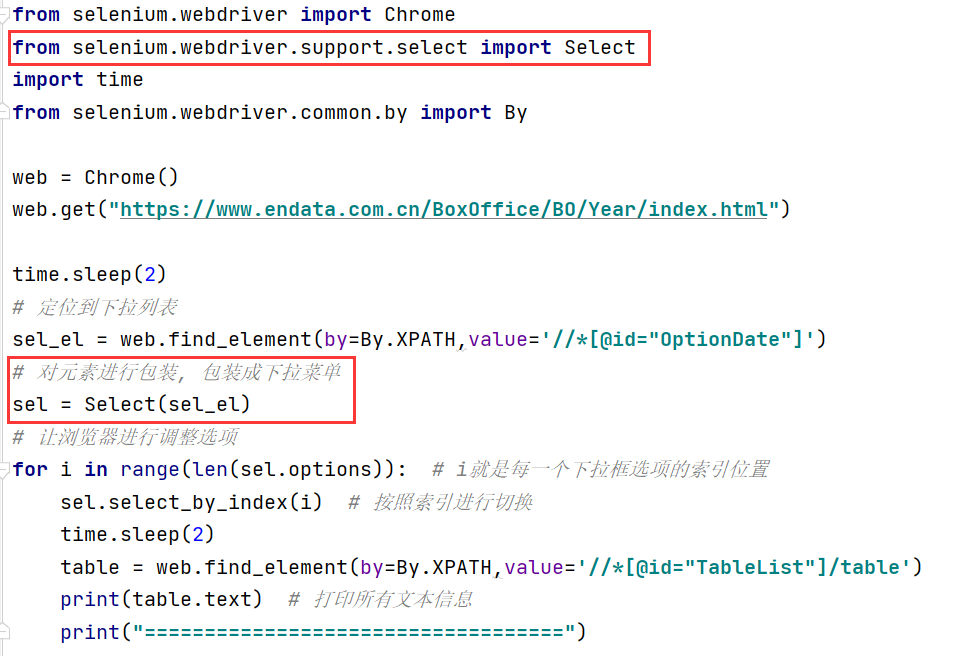 from selenium.webdriver import Chrome
from selenium.webdriver.support.select import Select
import time
from selenium.webdriver.common.by import By
web = Chrome()
web.get("https://www.endata.com.cn/BoxOffice/BO/Year/index.html")
time.sleep(2)
# 定位到下拉列表
sel_el = web.find_element(by=By.XPATH,value='//*[@id="OptionDate"]')
# 对元素进行包装, 包装成下拉菜单
sel = Select(sel_el)
# 让浏览器进行调整选项
for i in range(len(sel.options)):  # i就是每一个下拉框选项的索引位置
    sel.select_by_index(i)  # 按照索引进行切换
    time.sleep(2)
    table = web.find_element(by=By.XPATH,value='//*[@id="TableList"]/table')
    print(table.text)  # 打印所有文本信息
    print("===================================")